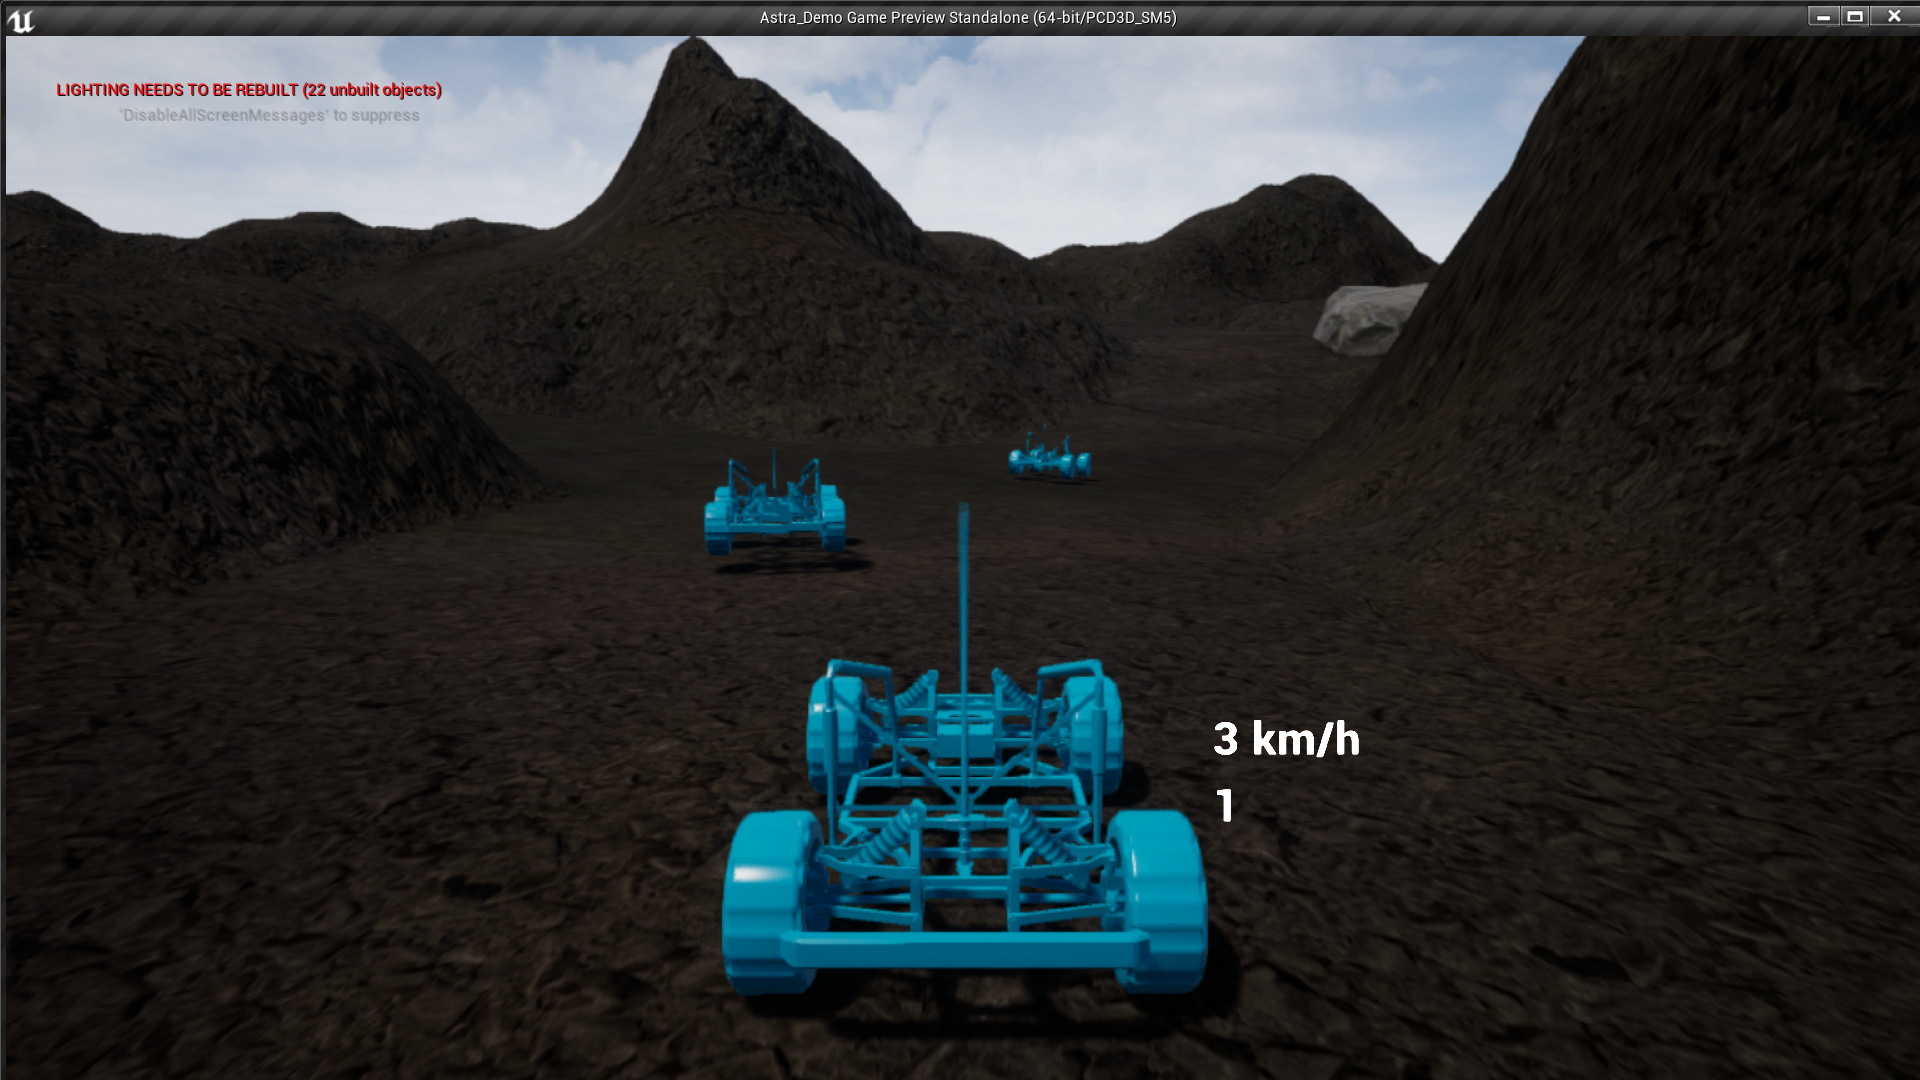 Astra_Demo Game Preview Standalone (64-bit/PCD3D_SM5)
LIGHTING NEEDS TO BE REBUILT (22 unbuilt objects)
'DisableAllScreenMessages' to suppress
3 km/h
1